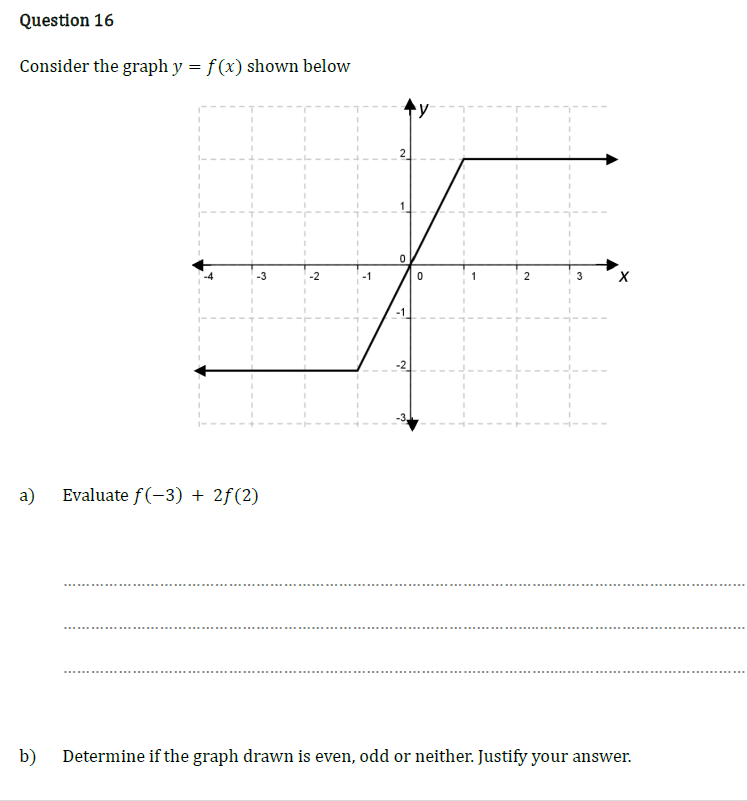 Question 16
Consider the graph y = f(x) shown below
y
2
1
0
-4 -3 -2 -1 0 1 2 3 x
-1
-2
-3
a) Evaluate f(−3) + 2f(2)
b) Determine if the graph drawn is even, odd or neither. Justify your answer.